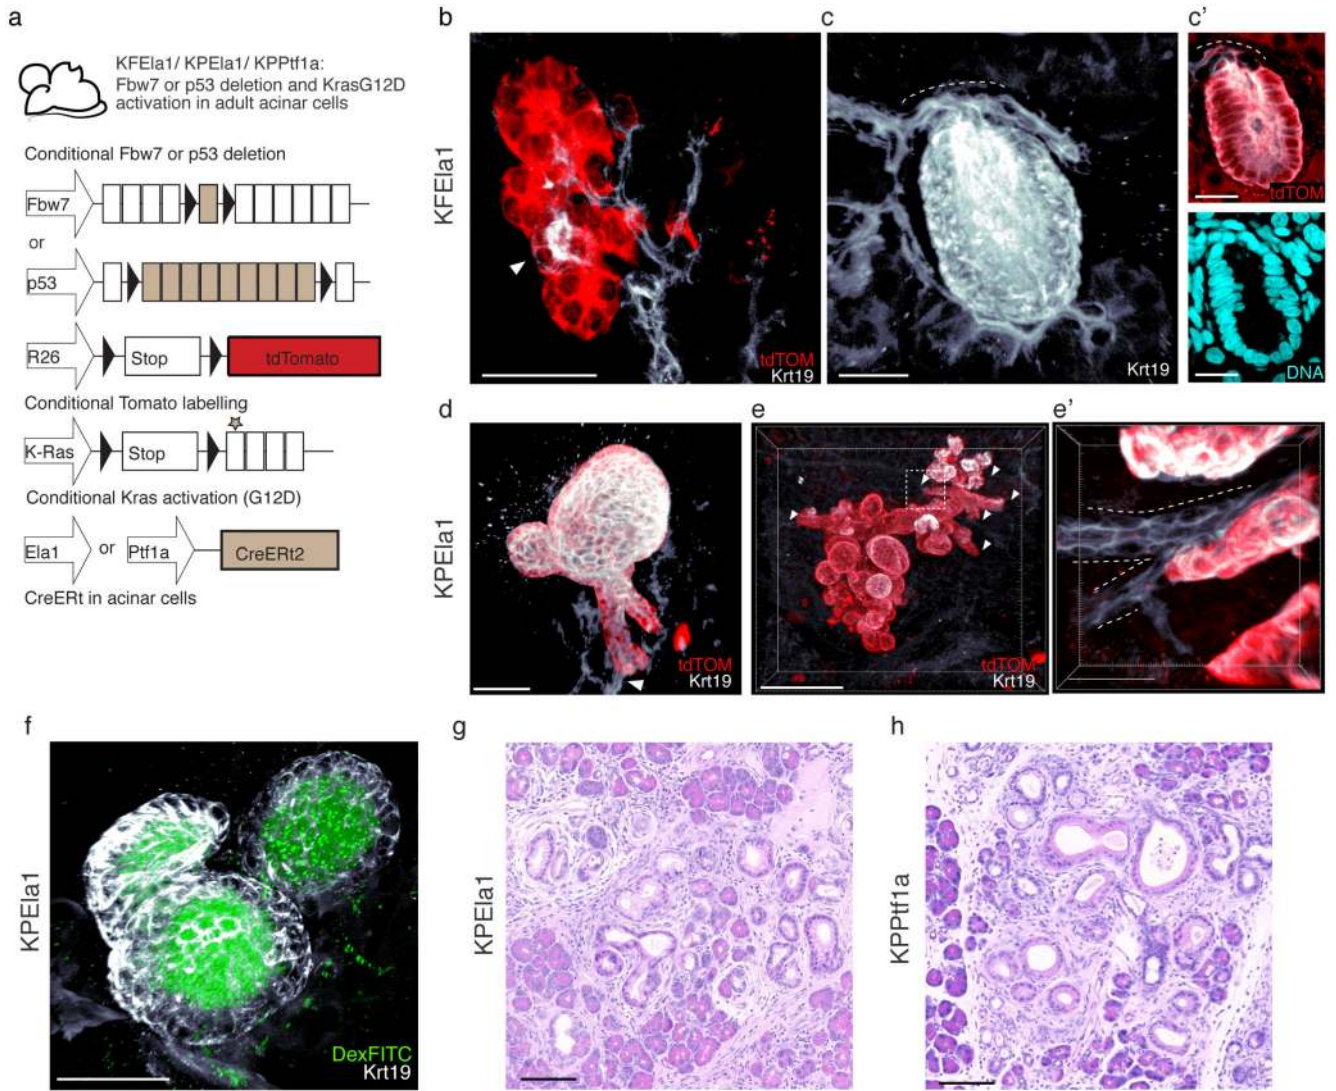 a
KFEla1/ KPEla1/ KPPtf1a:
Fbw7 or p53 deletion and KrasG12D
activation in adult acinar cells
Conditional Fbw7 or p53 deletion
Fbw7
or
p53
R26
Stop
tdTomato
Conditional Tomato labelling
K-Ras
Stop
Conditional Kras activation (G12D)
Ela1
or
Ptf1a
CreERt2
CreERt in acinar cells
b
KFEla1
tdTOM
Krt19
c
Krt19
c'
tdTOM
DNA
d
KPEla1
tdTOM
Krt19
e
tdTOM
Krt19
e'
f
KPEla1
DexFITC
Krt19
g
KPEla1
h
KPPtf1a